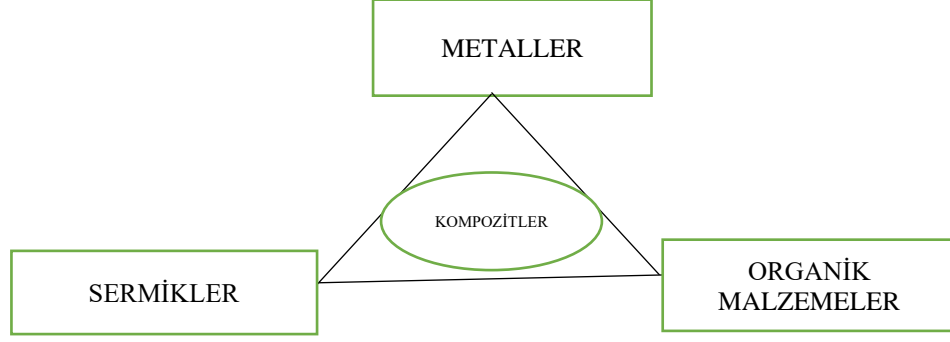 METALLER
KOMPOZİTLER
SERMİKLER
ORGANİK
MALZEMELER